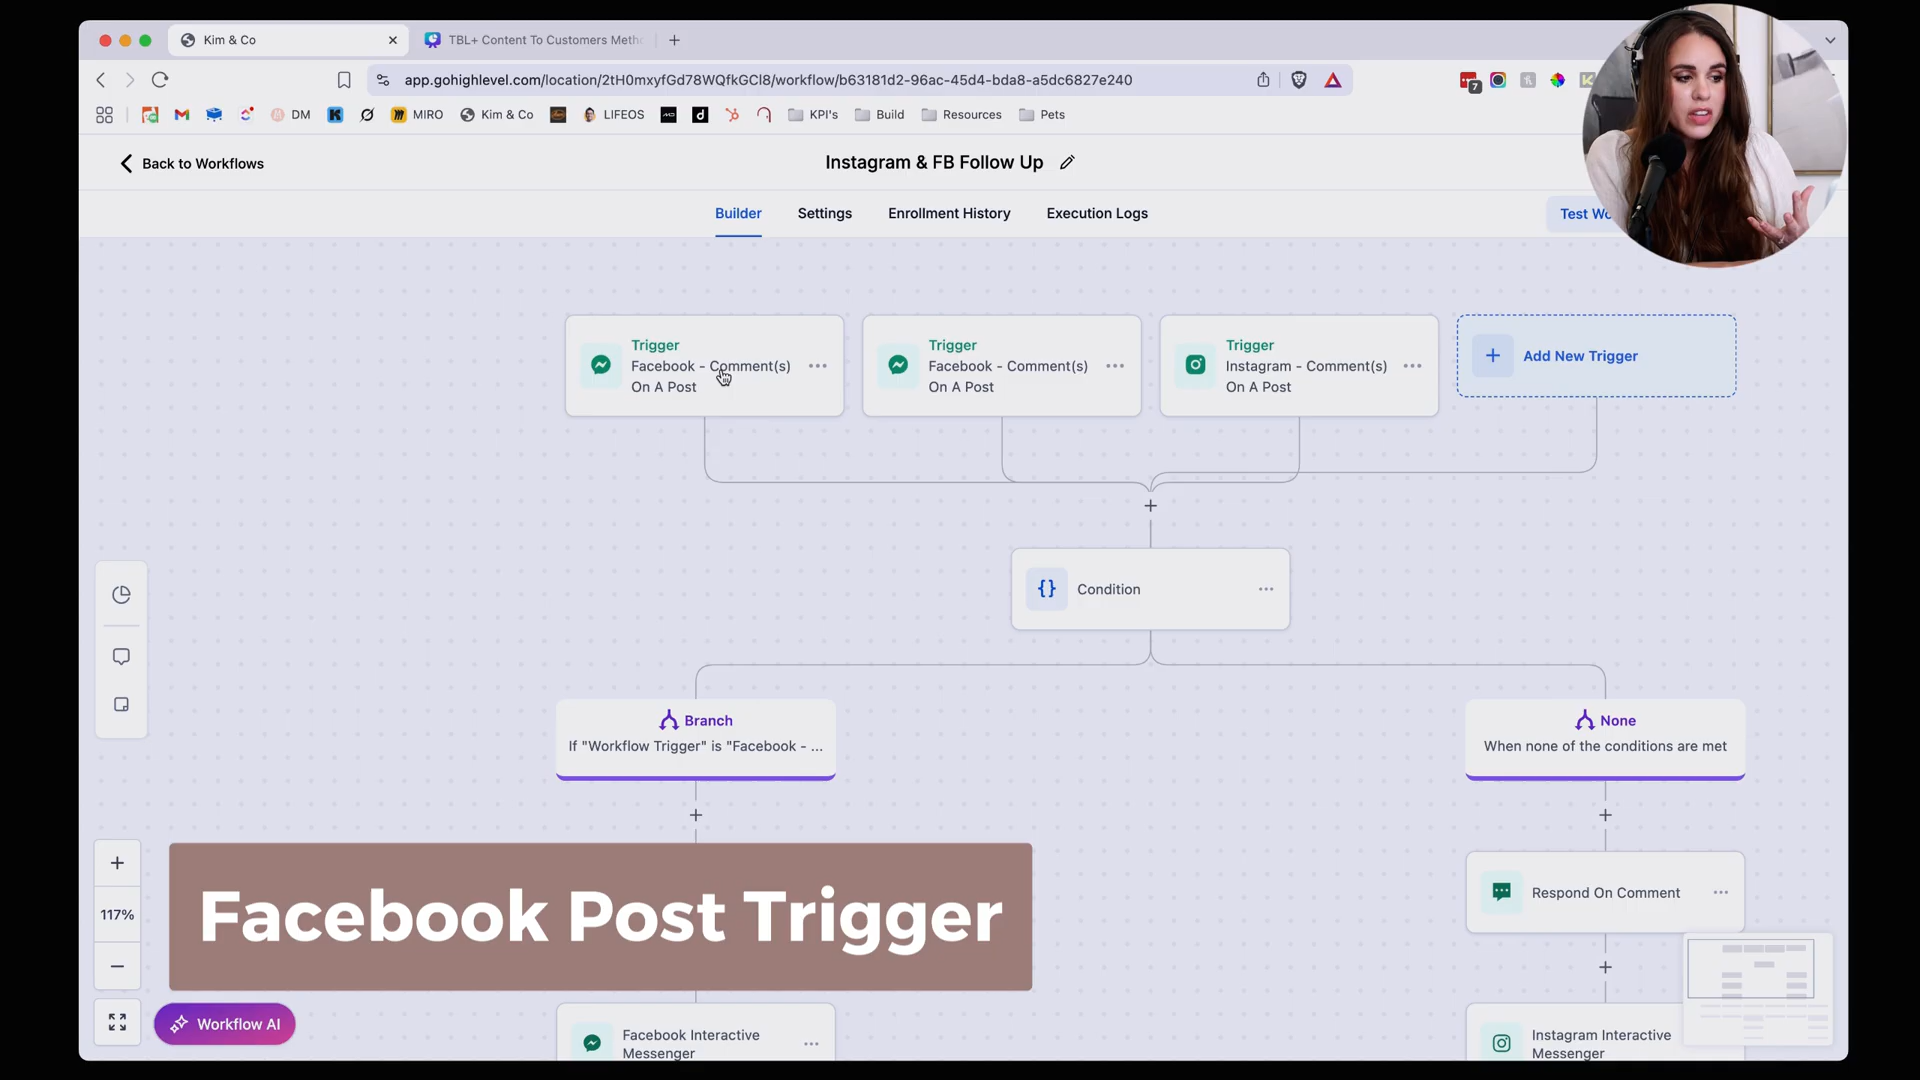 Kim & Co
TBL+ Content To Customers Meth
app.gohighlevel.com/location/2tH0mxyfGd78WQfkGCl8/workflow/b63181d2-96ac-45d4-bda8-a5dc6827e240
7
DM
MIRO
Kim & Co
LIFEOS
KPI's
Build
Resources
Pets
Back to Workflows
Instagram & FB Follow Up
Builder
Settings
Enrollment History
Execution Logs
Test Wo
Trigger
Facebook - Comment(s)
On A Post
Trigger
Facebook - Comment(s)
On A Post
Trigger
Instagram - Comment(s)
On A Post
Add New Trigger
Condition
Branch
If "Workflow Trigger" is "Facebook - ...
None
When none of the conditions are met
Respond On Comment
117%
Facebook Post Trigger
Workflow AI
Facebook Interactive
Messenger
Instagram Interactive
Messenger